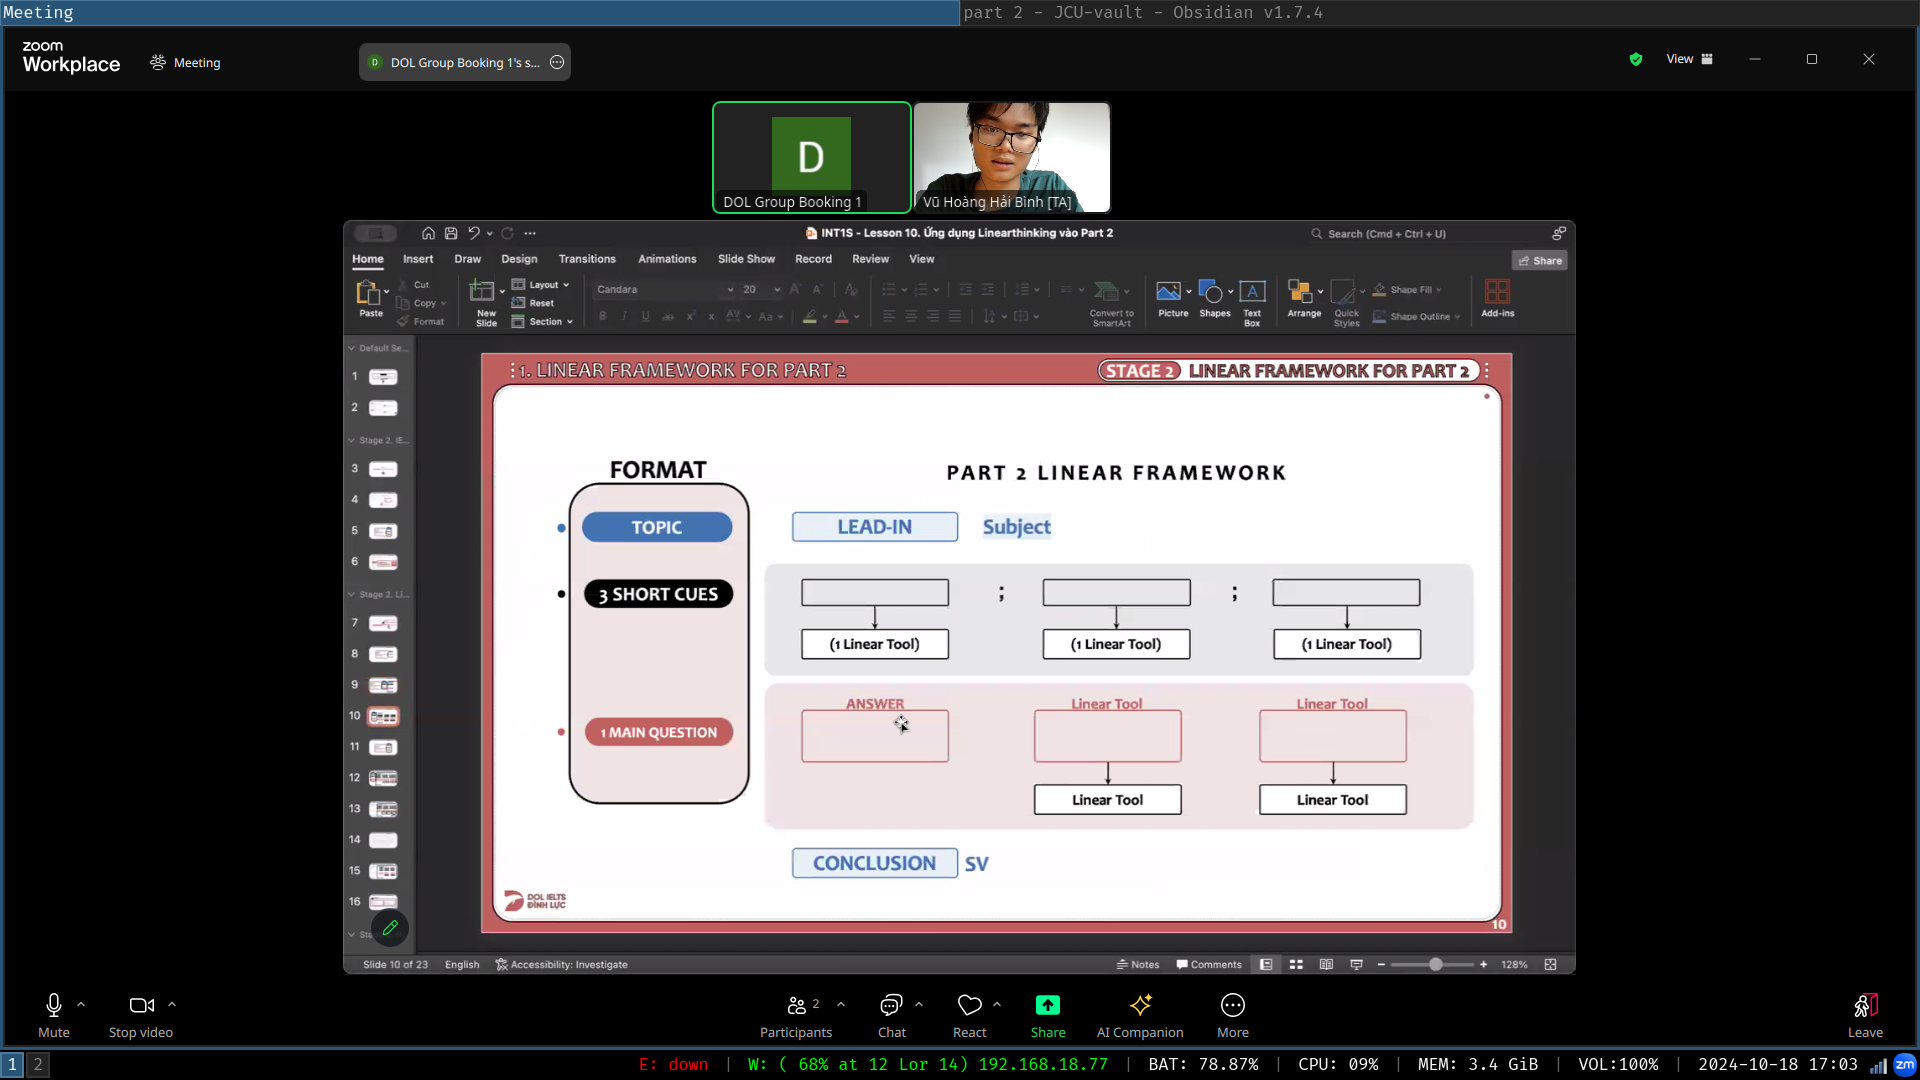 Meeting
part 2 - JCU-vault - Obsidian v1.7.4
zoom
Workplace
Meeting
D DOL Group Booking 1's s...
View
D
DOL Group Booking 1
Vũ Hoàng Hải Bình [TA]
INT1S - Lesson 10. Ứng dụng Linearthinking vào Part 2
Search (Cmd + Ctrl + U)
Home Insert Draw Design Transitions Animations Slide Show Record Review View
Share
Paste
Cut
Copy
Format
New
Slide
Layout
Reset
Section
Candara 20
Convert to
SmartArt
Picture
Shapes
Text
Box
Arrange
Quick
Styles
Shape Fill
Shape Outline
Add-ins
Default Se...
1
2
Stage 2. IE...
3
4
5
6
Stage 2. Li...
7
8
9
10
11
12
13
14
15
16
1. LINEAR FRAMEWORK FOR PART 2
STAGE 2 LINEAR FRAMEWORK FOR PART 2
FORMAT
PART 2 LINEAR FRAMEWORK
TOPIC
LEAD-IN Subject
3 SHORT CUES
; ;
(1 Linear Tool) (1 Linear Tool) (1 Linear Tool)
1 MAIN QUESTION
ANSWER Linear Tool Linear Tool
Linear Tool Linear Tool
CONCLUSION SV
DOL IELTS
ĐÌNH LỰC
10
Slide 10 of 23 English Accessibility: Investigate
Notes Comments 128%
Mute
Stop video
Participants 2
Chat
React
Share
AI Companion
More
Leave
1 2
E: down | W: ( 68% at 12 Lor 14) 192.168.18.77 | BAT: 78.87% | CPU: 09% | MEM: 3.4 GiB | VOL:100% | 2024-10-18 17:03
zm